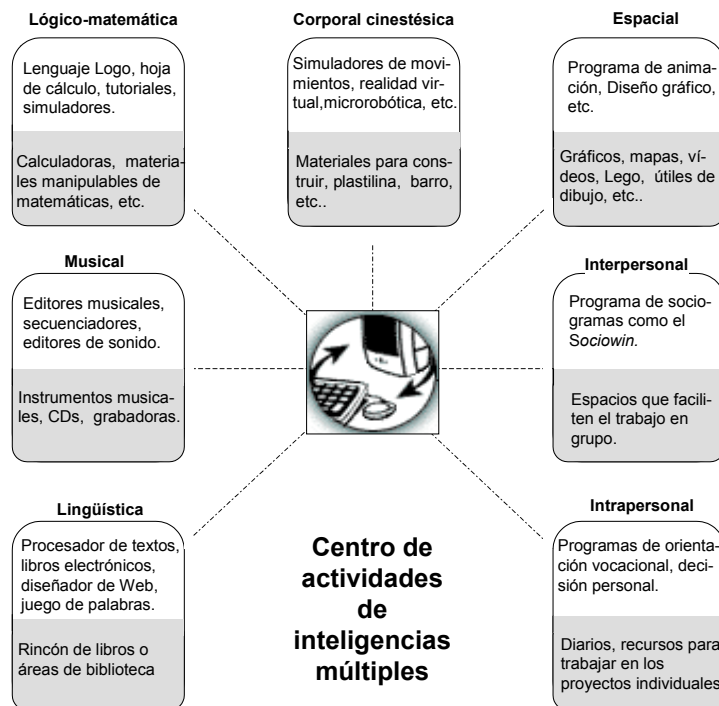 Lógico-matemática
Lenguaje Logo, hoja
de cálculo, tutoriales,
simuladores.
Calculadoras, materia-
les manipulables de
matemáticas, etc.
Corporal cinestésica
Simuladores de movi-
mientos, realidad vir-
tual,microrobótica, etc.
Materiales para cons-
truir, plastilina, barro,
etc..
Espacial
Programa de anima-
ción, Diseño gráfico,
etc.
Gráficos, mapas, ví-
deos, Lego, útiles de
dibujo, etc..
Musical
Editores musicales,
secuenciadores,
editores de sonido.
Instrumentos musica-
les, CDs, grabadoras.
Interpersonal
Programa de socio-
gramas como el
Sociowin.
Espacios que facili-
ten el trabajo en
grupo.
Lingüística
Procesador de textos,
libros electrónicos,
diseñador de Web,
juego de palabras.
Rincón de libros o
áreas de biblioteca
Centro de
actividades
de
inteligencias
múltiples
Intrapersonal
Programas de orienta-
ción vocacional, deci-
sión personal.
Diarios, recursos para
trabajar en los
proyectos individuales